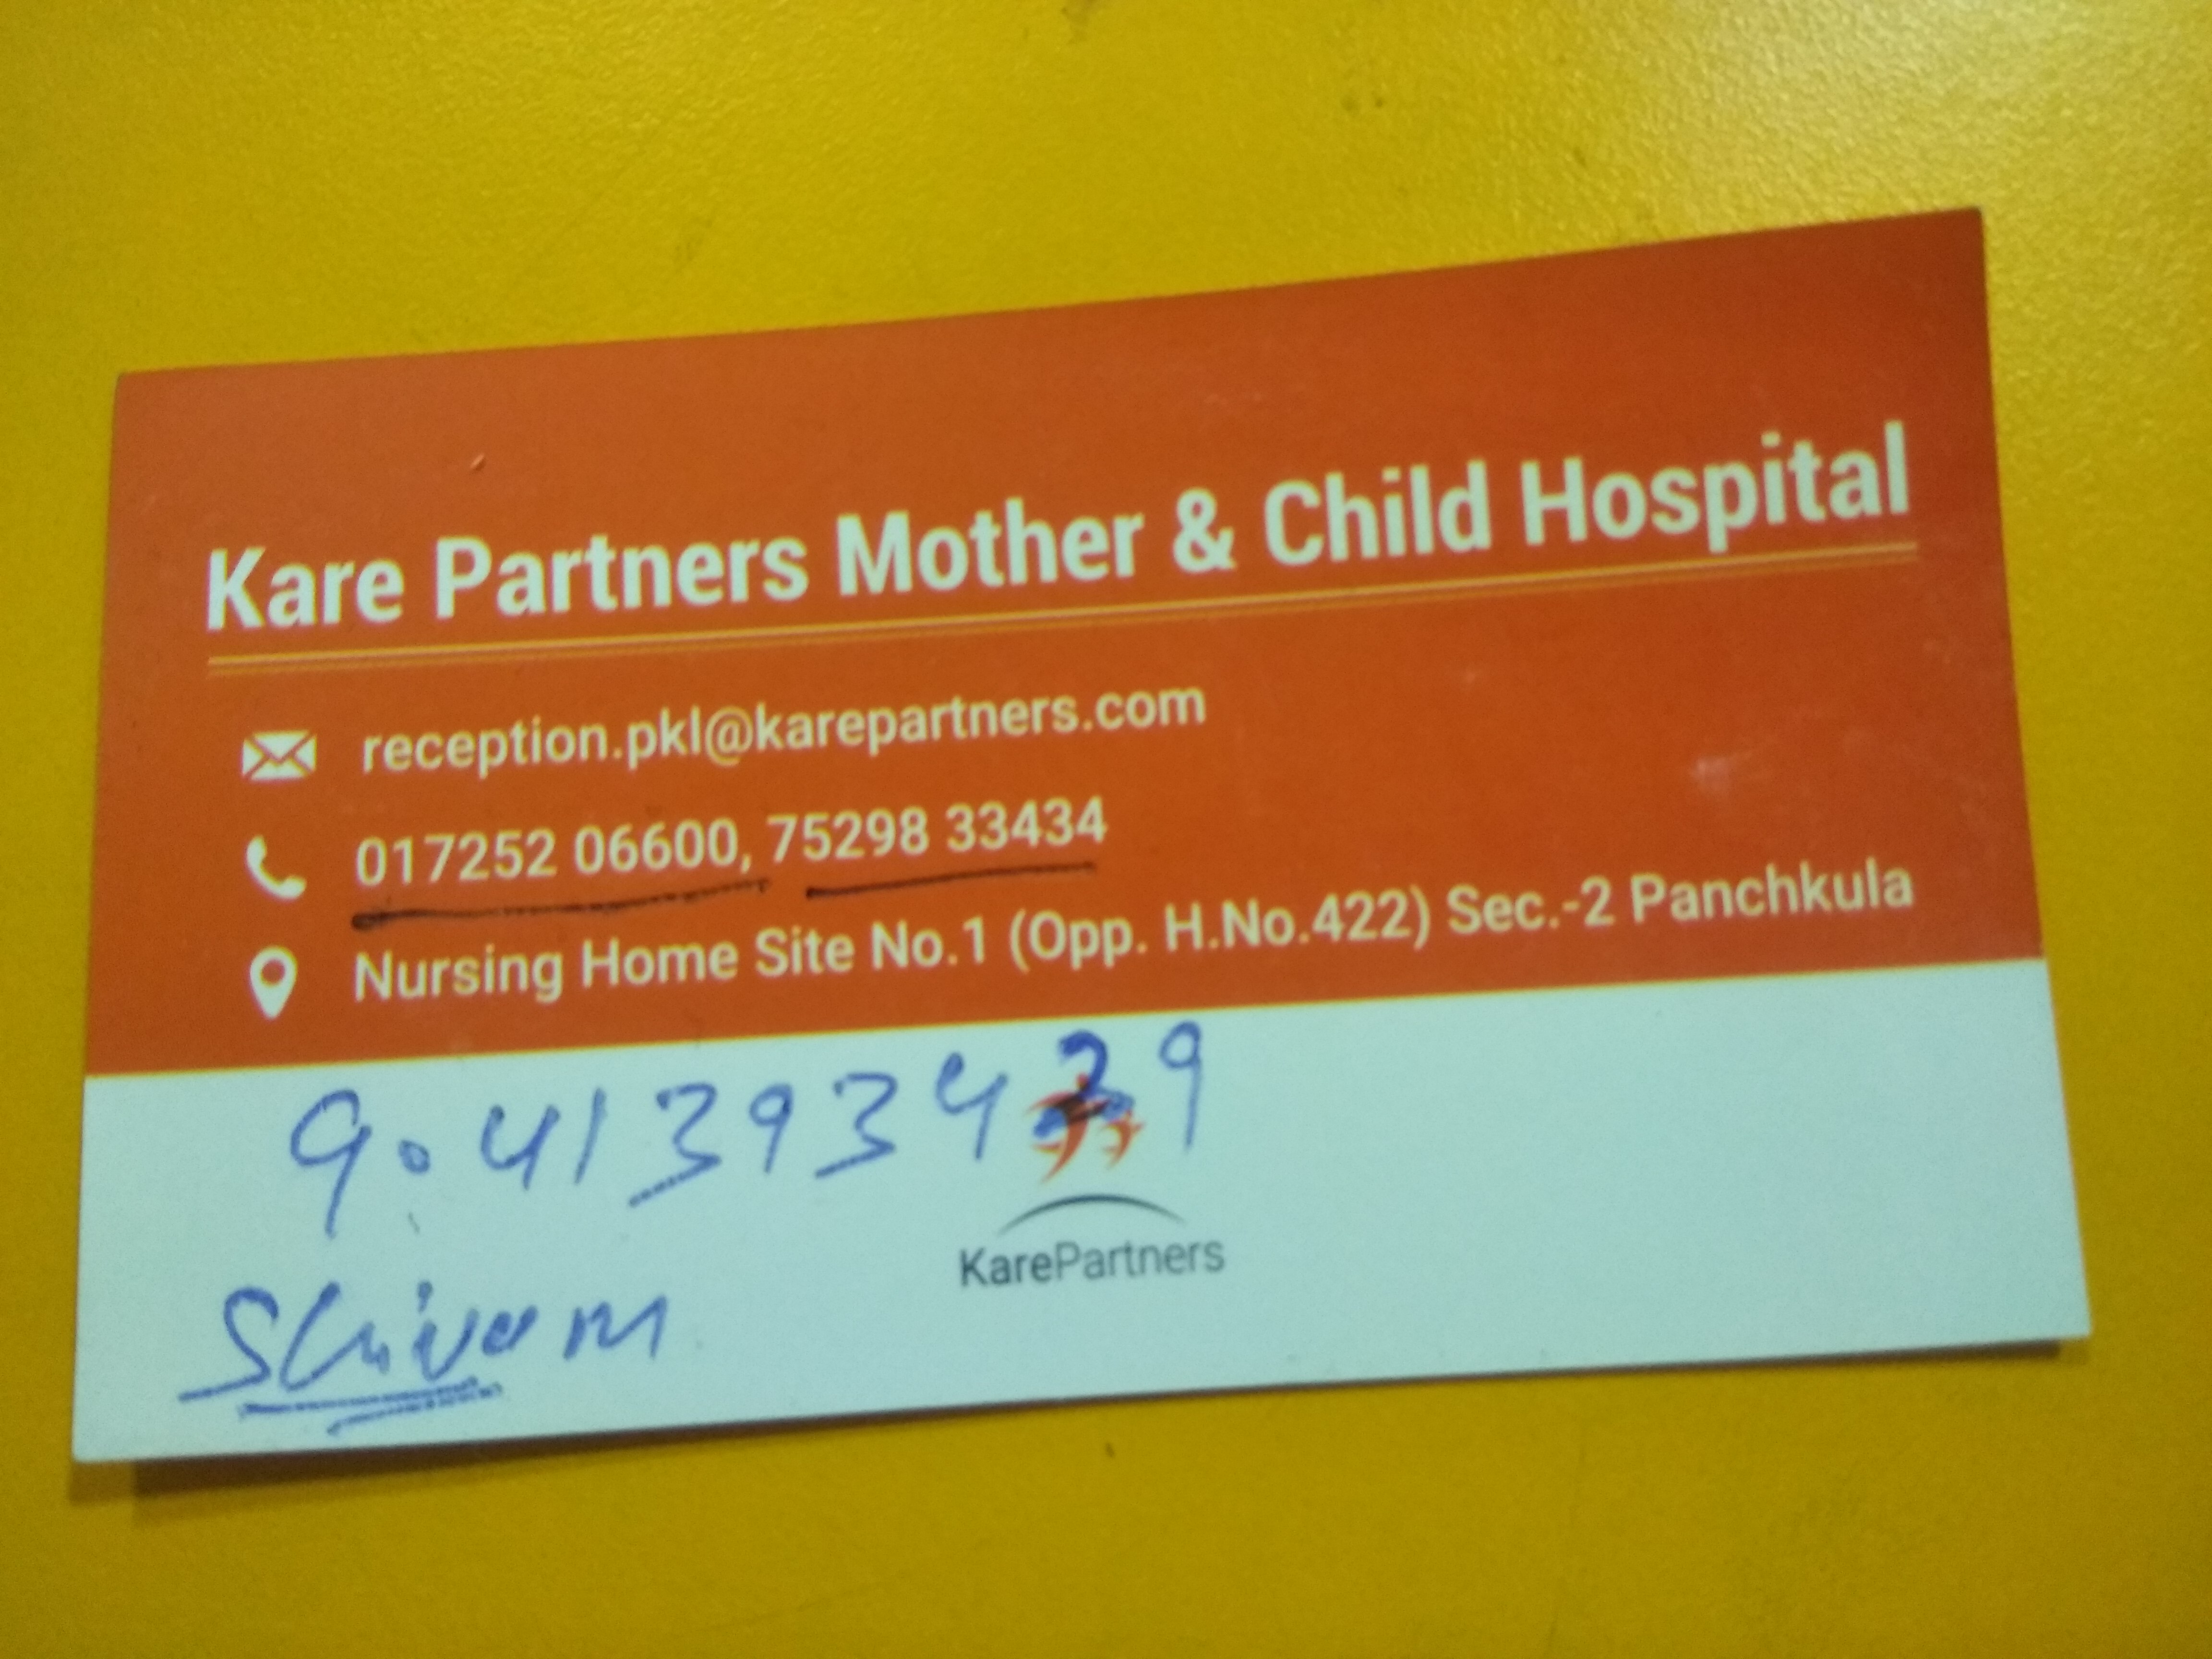 Kare Partners Mother & Child Hospital
reception.pkl@karepartners.com
017252 06600, 75298 33434
Nursing Home Site No.1 (Opp. H.No.422) Sec.-2 Panchkula
KarePartners
Shivam